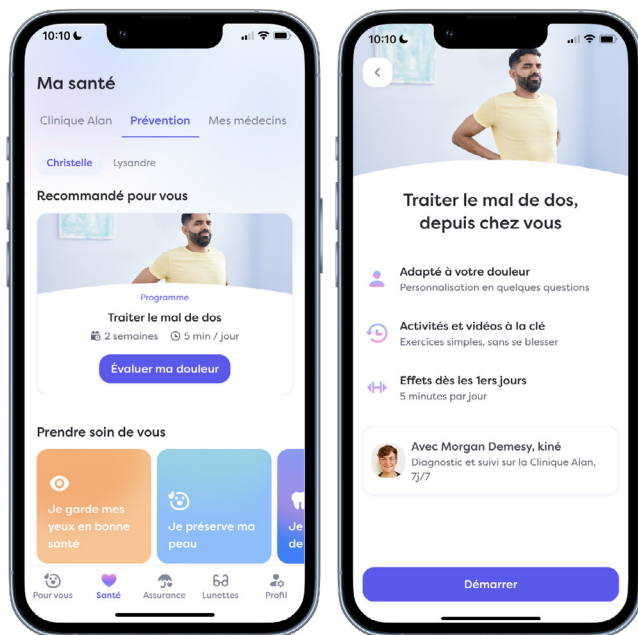 10:10
Ma santé
Clinique Alan Prévention Mes médecins
Christelle Lysandre
Recommandé pour vous
Programme
Traiter le mal de dos
2 semaines 5 min / jour
Évaluer ma douleur
Prendre soin de vous
Je garde mes
yeux en bonne
santé
Je préserve ma
peau
Je
de
Pour vous Santé Assurance Lunettes Profil
10:10
Traiter le mal de dos,
depuis chez vous
Adapté à votre douleur
Personnalisation en quelques questions
Activités et vidéos à la clé
Exercices simples, sans se blesser
Effets dès les 1ers jours
5 minutes par jour
Avec Morgan Demesy, kiné
Diagnostic et suivi sur la Clinique Alan,
7j/7
Démarrer